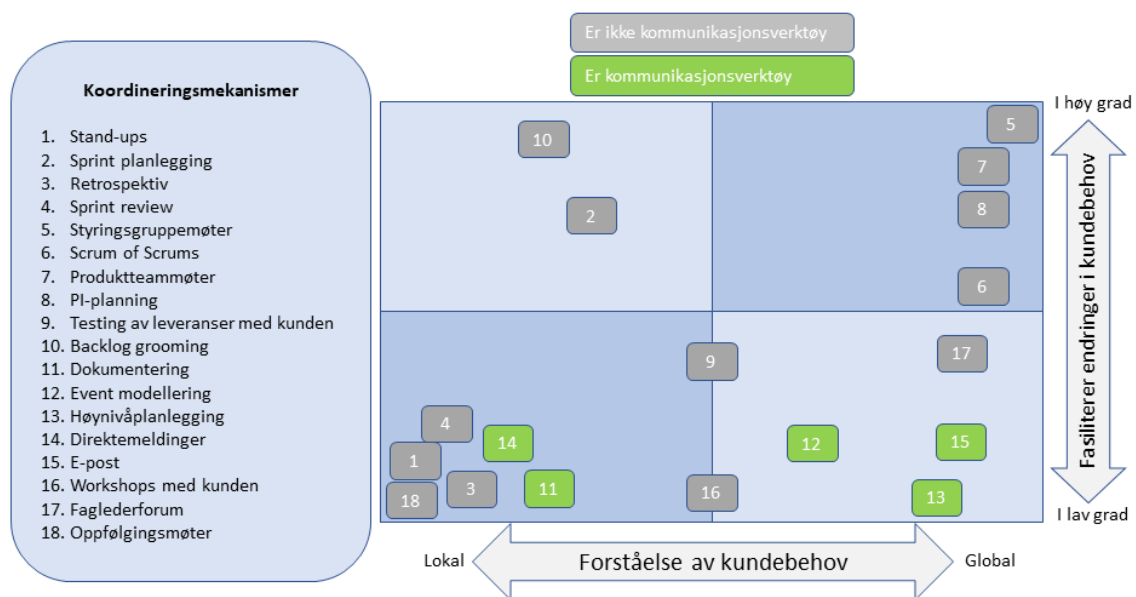 Er ikke kommunikasjonsverktøy
Er kommunikasjonsverktøy
Koordineringsmekanismer
1. Stand-ups
2. Sprint planlegging
3. Retrospektiv
4. Sprint review
5. Styringsgruppemøter
6. Scrum of Scrums
7. Produktteammøter
8. PI-planning
9. Testing av leveranser med kunden
10. Backlog grooming
11. Dokumentering
12. Event modellering
13. Høynivåplanlegging
14. Direktemeldinger
15. E-post
16. Workshops med kunden
17. Faglederforum
18. Oppfølgingsmøter
10
2
5
7
8
6
4
1
18
3
14
11
9
16
12
17
15
13
I høy grad
Fasiliterer endringer i kundebehov
I lav grad
Lokal
Forståelse av kundebehov
Global